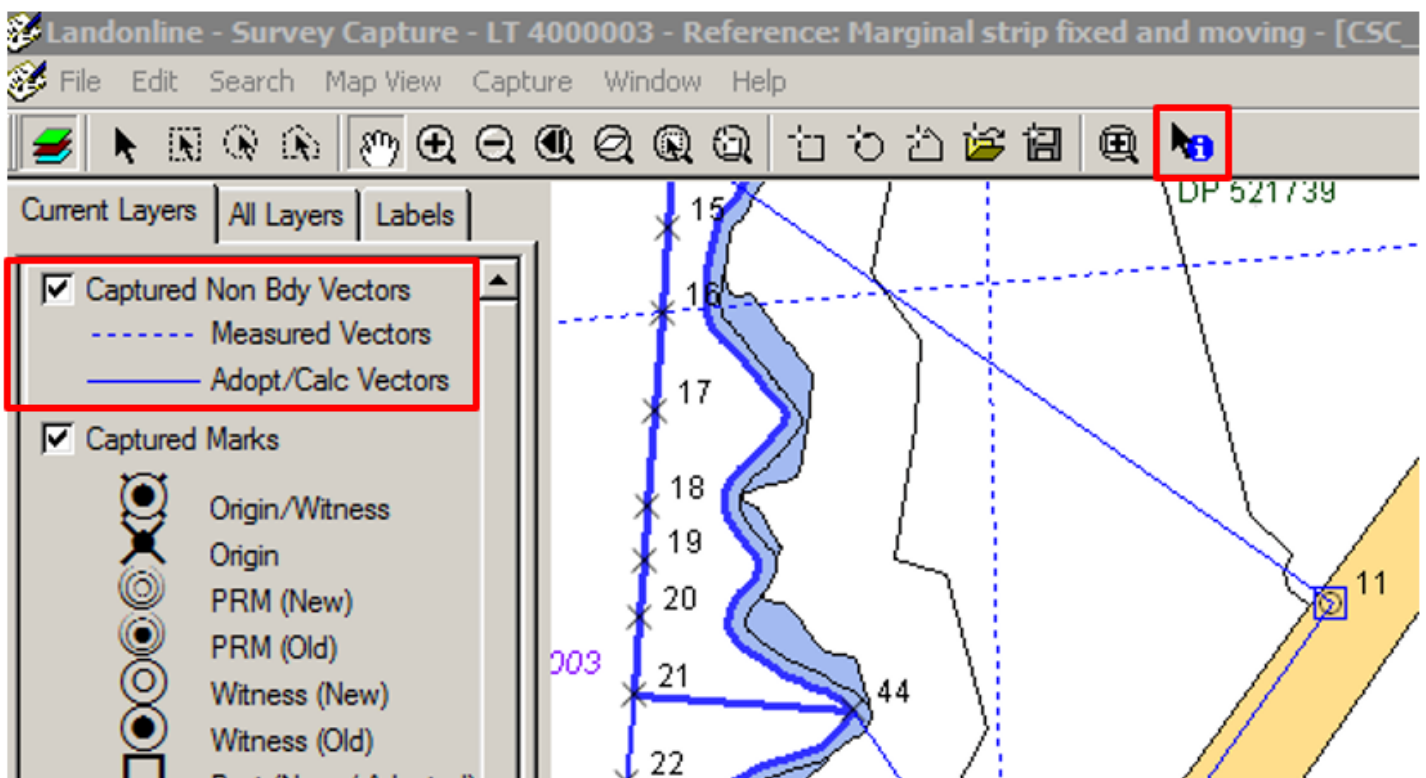 Landonline - Survey Capture - LT 4000003 - Reference: Marginal strip fixed and moving - [CSC_
File Edit Search Map View Capture Window Help
Current Layers All Layers Labels
Captured Non Bdy Vectors
Measured Vectors
Adopt/Calc Vectors
Captured Marks
Origin/Witness
Origin
PRM (New)
PRM (Old)
Witness (New)
Witness (Old)
DP 521739
15
16
17
18
19
20
003
21
44
22
11